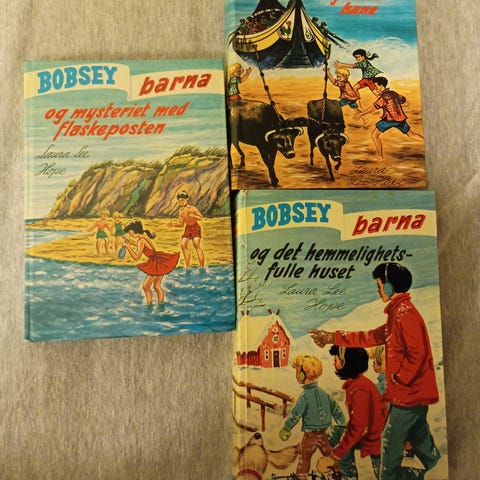 BOBSEY barna
og mysteriet med
flaskeposten
Laura Lee
Hope
bane
Laura
Lee Hope
BOBSEY barna
og det hemmelighets-
fulle huset
Laura Lee
Hope